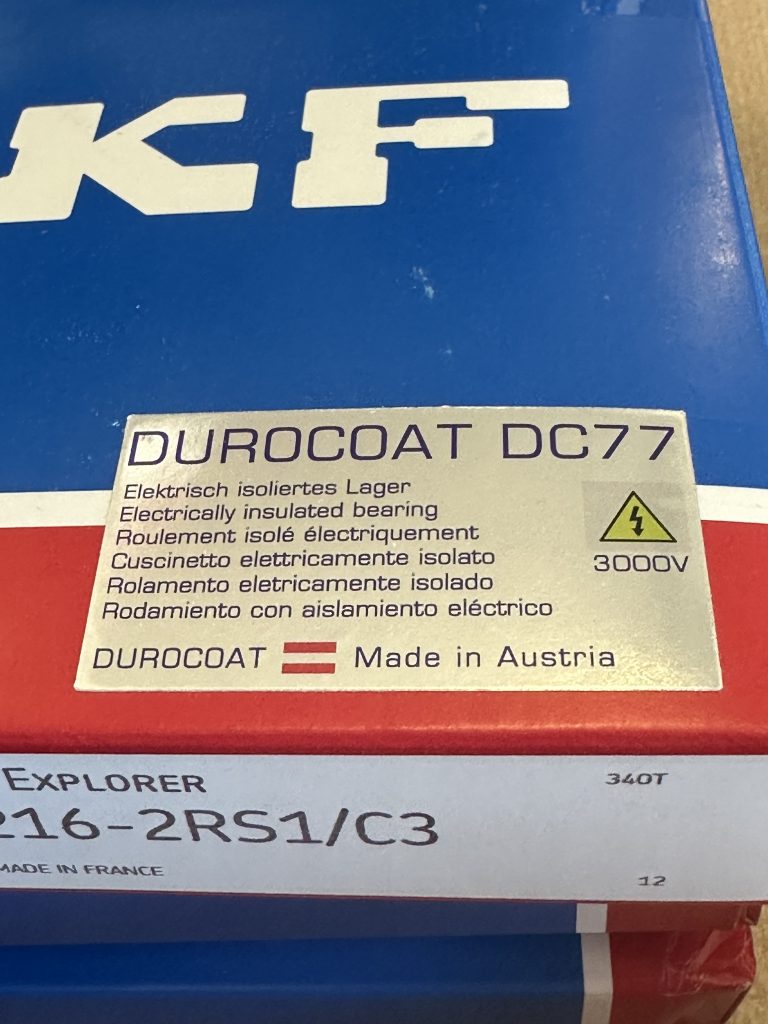 KF
DUROCOAT DC77
Elektrisch isoliertes Lager
Electrically insulated bearing
Roulement isolé électriquement
Cuscinetto elettricamente isolato
Rolamento eletricamente isolado
Rodamiento con aislamiento eléctrico
3000V
DUROCOAT Made in Austria
EXPLORER 340T
216-2RS1/C3
MADE IN FRANCE 12